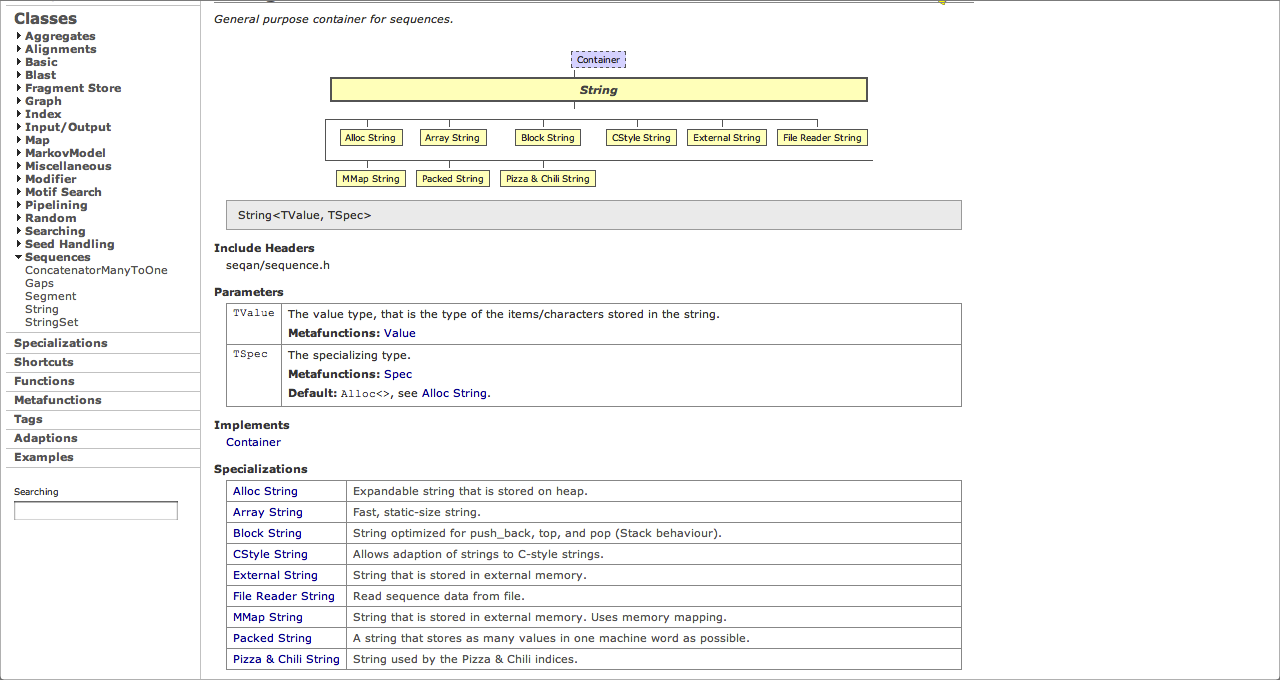 Classes
Aggregates
Alignments
Basic
Blast
Fragment Store
Graph
Index
Input/Output
Map
MarkovModel
Miscellaneous
Modifier
Motif Search
Pipelining
Random
Searching
Seed Handling
Sequences
ConcatenatorManyToOne
Gaps
Segment
String
StringSet
Specializations
Shortcuts
Functions
Metafunctions
Tags
Adaptions
Examples
Searching
General purpose container for sequences.
Container
String
Alloc String Array String Block String CStyle String External String File Reader String
MMap String Packed String Pizza & Chili String
String<TValue, TSpec>
Include Headers
seqan/sequence.h
Parameters
TValue The value type, that is the type of the items/characters stored in the string.
Metafunctions: Value
TSpec The specializing type.
Metafunctions: Spec
Default: Alloc<>, see Alloc String.
Implements
Container
Specializations
Alloc String Expandable string that is stored on heap.
Array String Fast, static-size string.
Block String String optimized for push_back, top, and pop (Stack behaviour).
CStyle String Allows adaption of strings to C-style strings.
External String String that is stored in external memory.
File Reader String Read sequence data from file.
MMap String String that is stored in external memory. Uses memory mapping.
Packed String A string that stores as many values in one machine word as possible.
Pizza & Chili String String used by the Pizza & Chili indices.